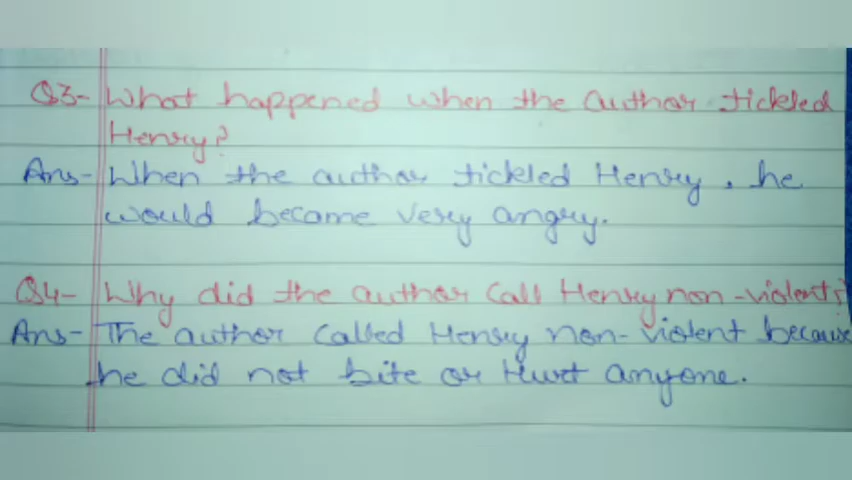 Q3- What happened when the author tickled
Henry?
Ans- When the author tickled Henry, he
would became very angry.
Q4- Why did the author call Henry non-violent?
Ans- The author called Henry non-violent because
he did not bite or Hurt anyone.